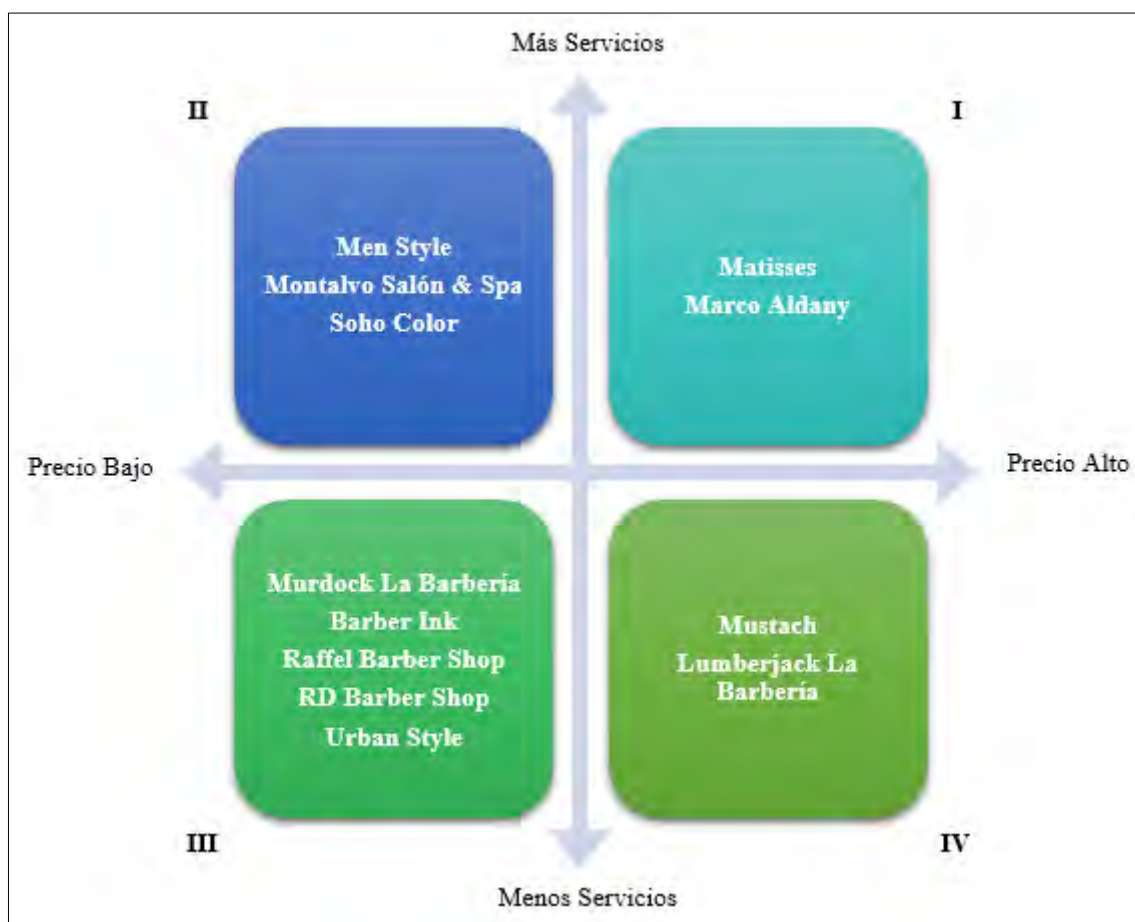 Más Servicios
II
I
Men Style
Montalvo Salón & Spa
Soho Color
Matisses
Marco Aldany
Precio Bajo
Precio Alto
Murdock La Barbería
Barber Ink
Raffel Barber Shop
RD Barber Shop
Urban Style
Mustach
Lumberjack La
Barbería
III
IV
Menos Servicios